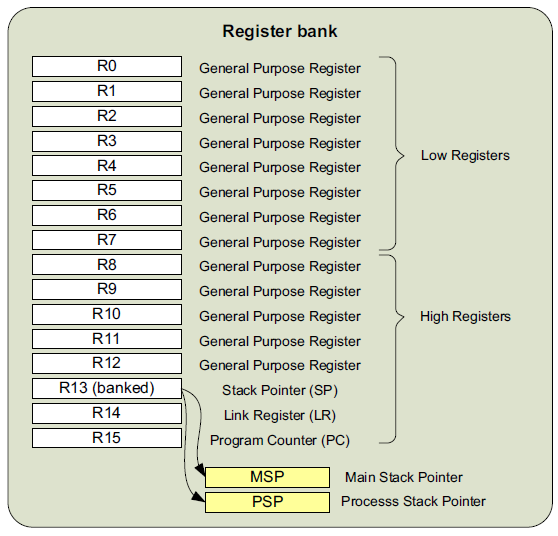 Register bank
R0 General Purpose Register
R1 General Purpose Register
R2 General Purpose Register
R3 General Purpose Register
R4 General Purpose Register
R5 General Purpose Register
R6 General Purpose Register
R7 General Purpose Register
Low Registers
R8 General Purpose Register
R9 General Purpose Register
R10 General Purpose Register
R11 General Purpose Register
R12 General Purpose Register
R13 (banked) Stack Pointer (SP)
R14 Link Register (LR)
R15 Program Counter (PC)
High Registers
MSP Main Stack Pointer
PSP Processs Stack Pointer